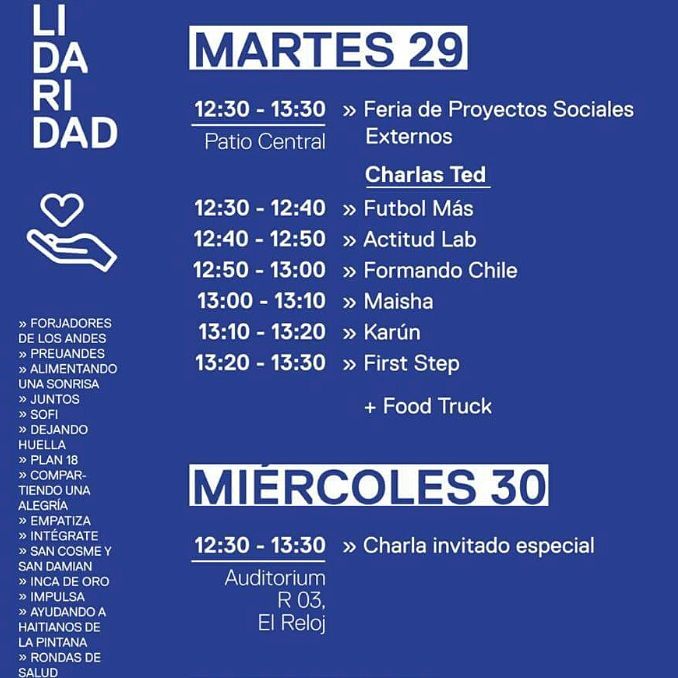 LI
DA
RI
DAD
» FORJADORES
DE LOS ANDES
» PREUANDES
» ALIMENTANDO
UNA SONRISA
» JUNTOS
» SOFI
» DEJANDO
HUELLA
» PLAN 18
» COMPAR-
TIENDO UNA
ALEGRÍA
» EMPATIZA
» INTÉGRATE
» SAN COSME Y
SAN DAMIAN
» INCA DE ORO
» IMPULSA
» AYUDANDO A
HAITIANOS DE
LA PINTANA
» RONDAS DE
SALUD
MARTES 29
12:30 - 13:30 » Feria de Proyectos Sociales
Patio Central Externos
Charlas Ted
12:30 - 12:40 » Futbol Más
12:40 - 12:50 » Actitud Lab
12:50 - 13:00 » Formando Chile
13:00 - 13:10 » Maisha
13:10 - 13:20 » Karún
13:20 - 13:30 » First Step
+ Food Truck
MIÉRCOLES 30
12:30 - 13:30 » Charla invitado especial
Auditorium
R 03,
El Reloj